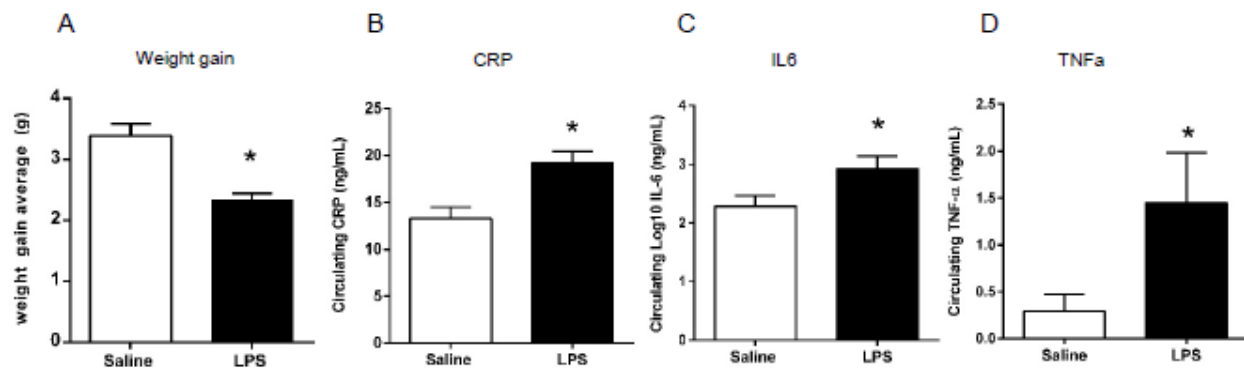 A
Weight gain
weight gain average (g)
4
3
2
1
0
*
Saline LPS
B
CRP
Circulating CRP (ng/mL)
25
20
15
10
5
0
*
Saline LPS
C
IL6
Circulating Log10 IL-6 (ng/mL)
4
3
2
1
0
*
Saline LPS
D
TNFa
Circulating TNF-α (ng/mL)
2.5
2.0
1.5
1.0
0.5
0.0
*
Saline LPS